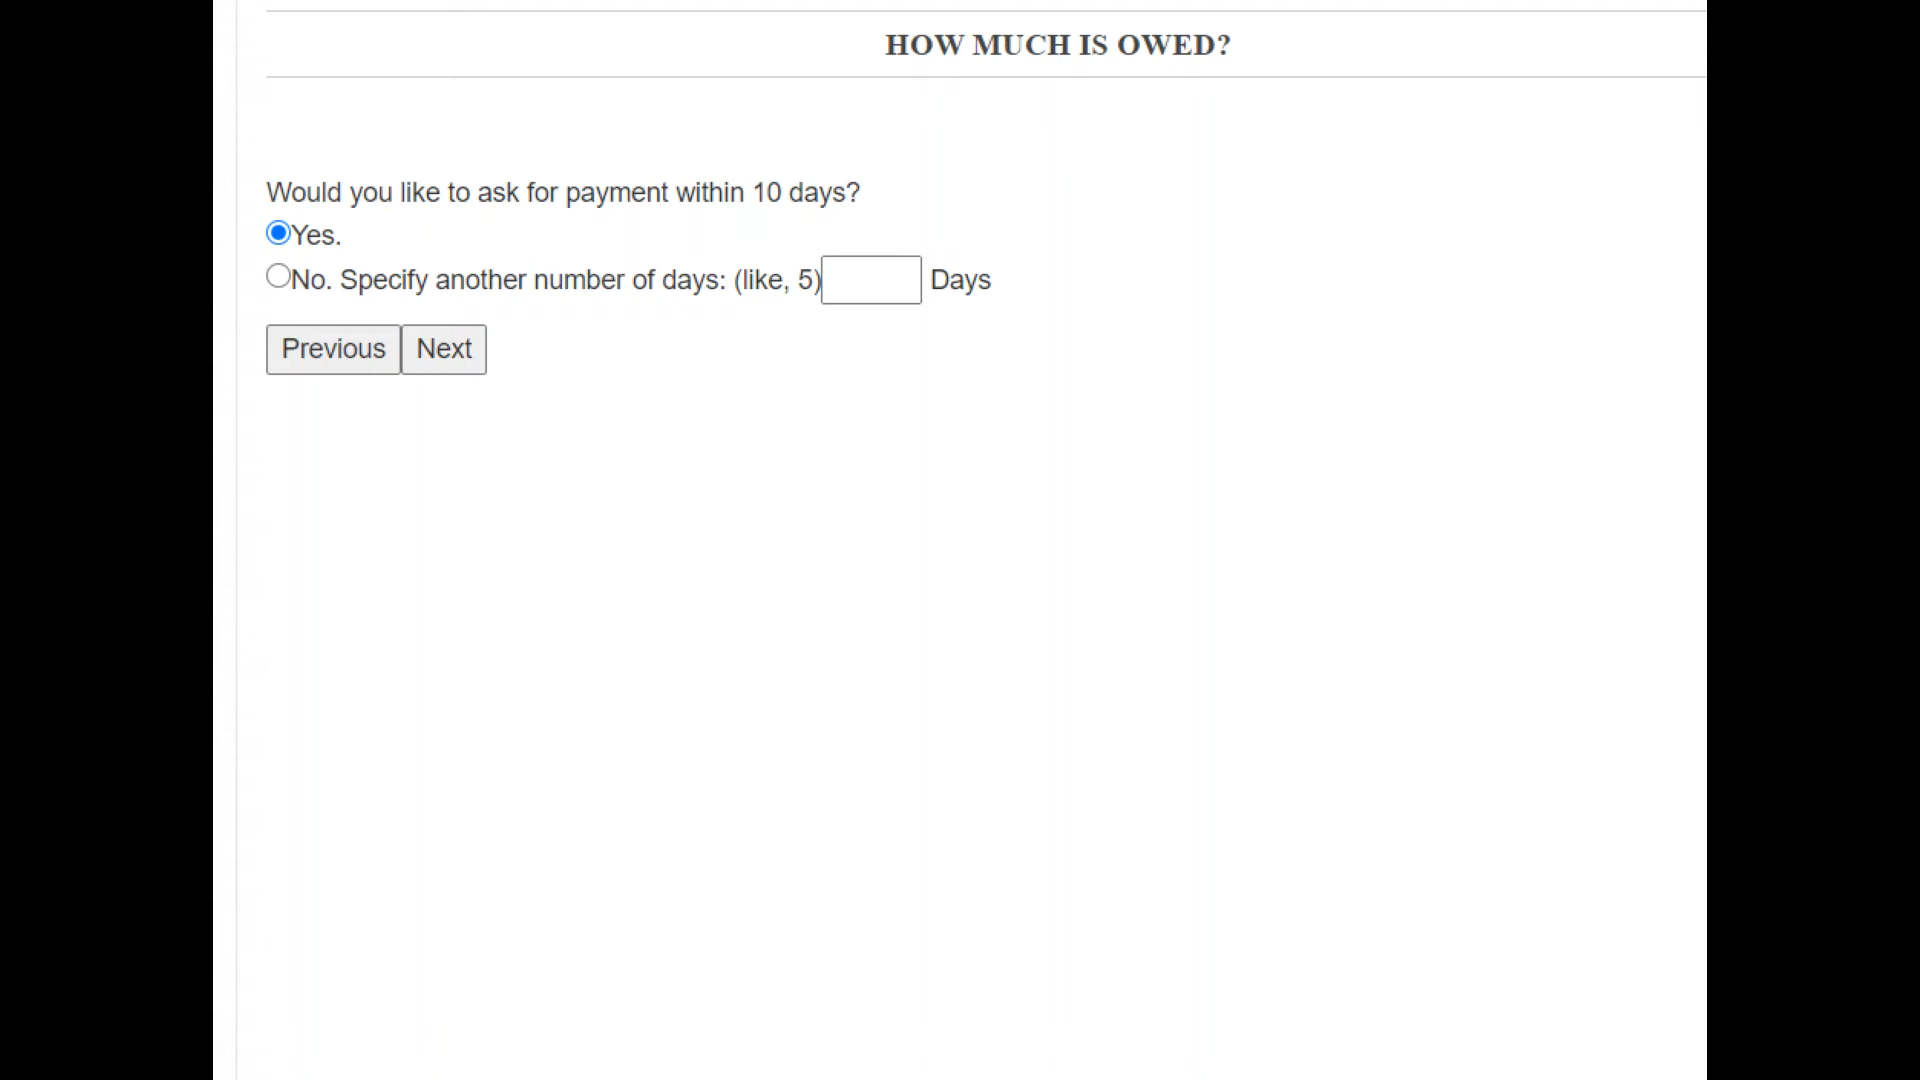 HOW MUCH IS OWED?
Would you like to ask for payment within 10 days?
Yes.
No. Specify another number of days: (like, 5) Days
Previous Next